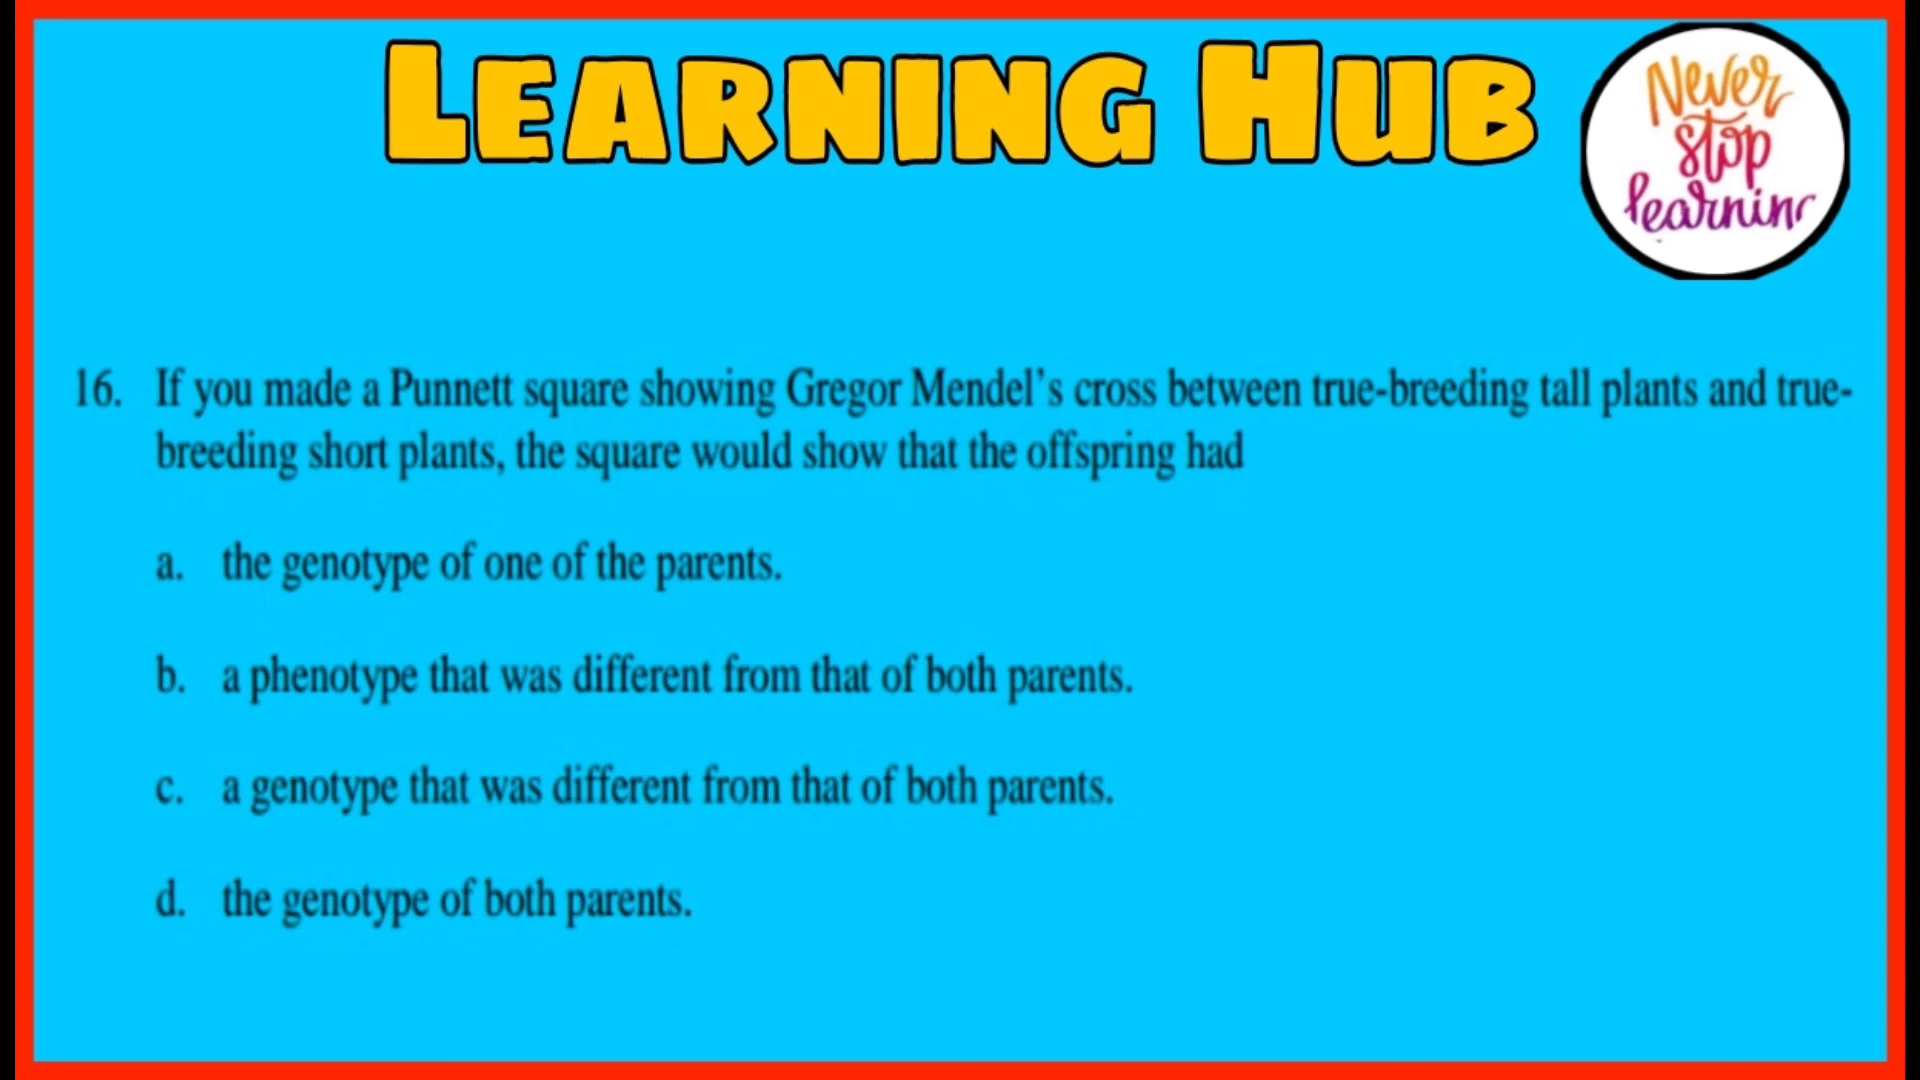 LEARNING HUB
Never
stop
learnin
16. If you made a Punnett square showing Gregor Mendel's cross between true-breeding tall plants and true-
breeding short plants, the square would show that the offspring had
a. the genotype of one of the parents.
b. a phenotype that was different from that of both parents.
c. a genotype that was different from that of both parents.
d. the genotype of both parents.